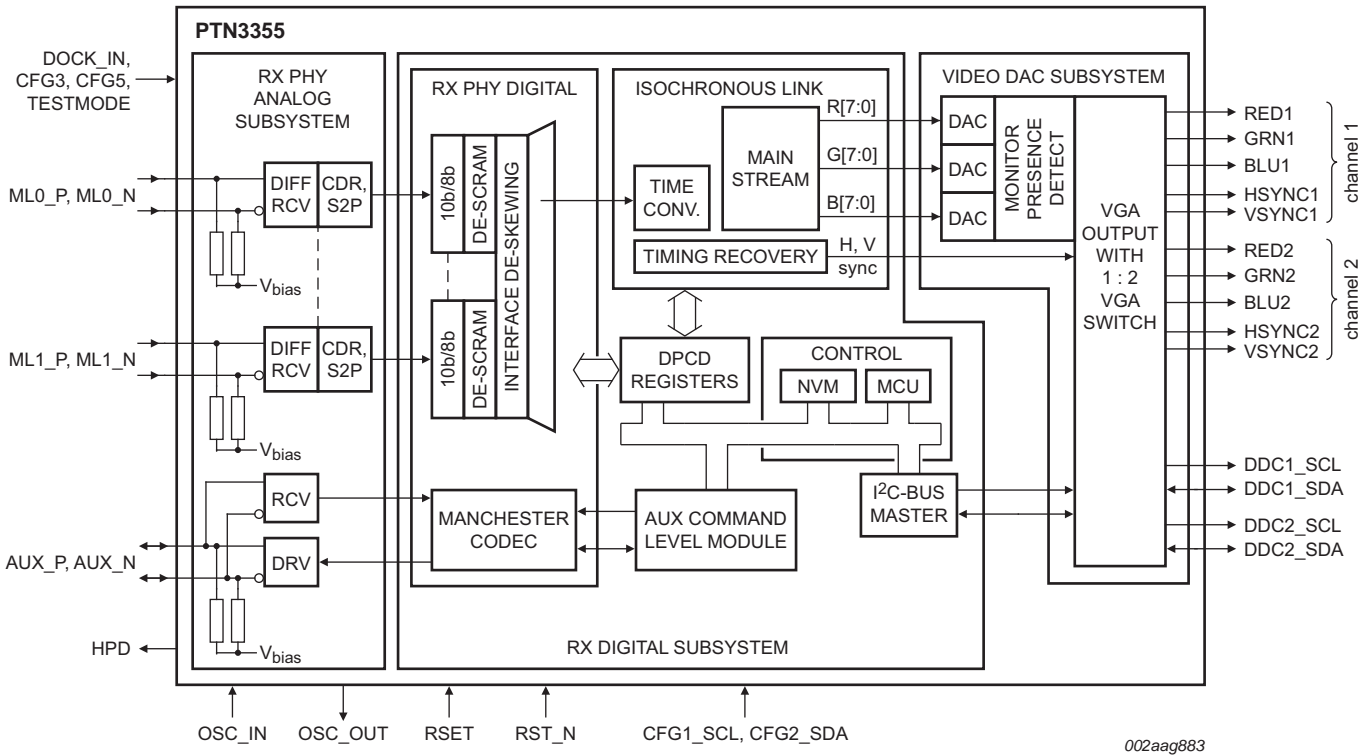 PTN3355
DOCK_IN,
CFG3, CFG5,
TESTMODE
RX PHY
ANALOG
SUBSYSTEM
RX PHY DIGITAL
ISOCHRONOUS LINK
VIDEO DAC SUBSYSTEM
ML0_P, ML0_N
DIFF
RCV
CDR,
S2P
Vbias
10b/8b
DE-SCRAM
INTERFACE DE-SKEWING
TIME
CONV.
MAIN
STREAM
R[7:0]
G[7:0]
B[7:0]
TIMING RECOVERY
H, V
sync
DAC
DAC
DAC
MONITOR
PRESENCE
DETECT
VGA
OUTPUT
WITH
1 : 2
VGA
SWITCH
RED1
GRN1
BLU1
HSYNC1
VSYNC1
channel 1
RED2
GRN2
BLU2
HSYNC2
VSYNC2
channel 2
ML1_P, ML1_N
DIFF
RCV
CDR,
S2P
Vbias
10b/8b
DE-SCRAM
DPCD
REGISTERS
CONTROL
NVM
MCU
RCV
DRV
AUX_P, AUX_N
Vbias
MANCHESTER
CODEC
AUX COMMAND
LEVEL MODULE
I2C-BUS
MASTER
DDC1_SCL
DDC1_SDA
DDC2_SCL
DDC2_SDA
HPD
RX DIGITAL SUBSYSTEM
OSC_IN
OSC_OUT
RSET
RST_N
CFG1_SCL, CFG2_SDA
002aag883